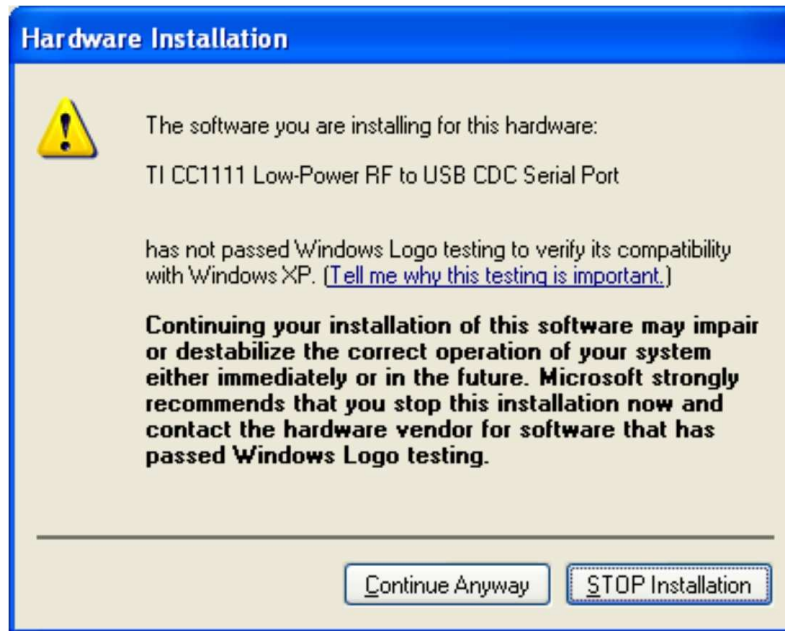 Hardware Installation
The software you are installing for this hardware:
TI CC1111 Low-Power RF to USB CDC Serial Port
has not passed Windows Logo testing to verify its compatibility
with Windows XP. (Tell me why this testing is important.)
Continuing your installation of this software may impair
or destabilize the correct operation of your system
either immediately or in the future. Microsoft strongly
recommends that you stop this installation now and
contact the hardware vendor for software that has
passed Windows Logo testing.
Continue Anyway
STOP Installation